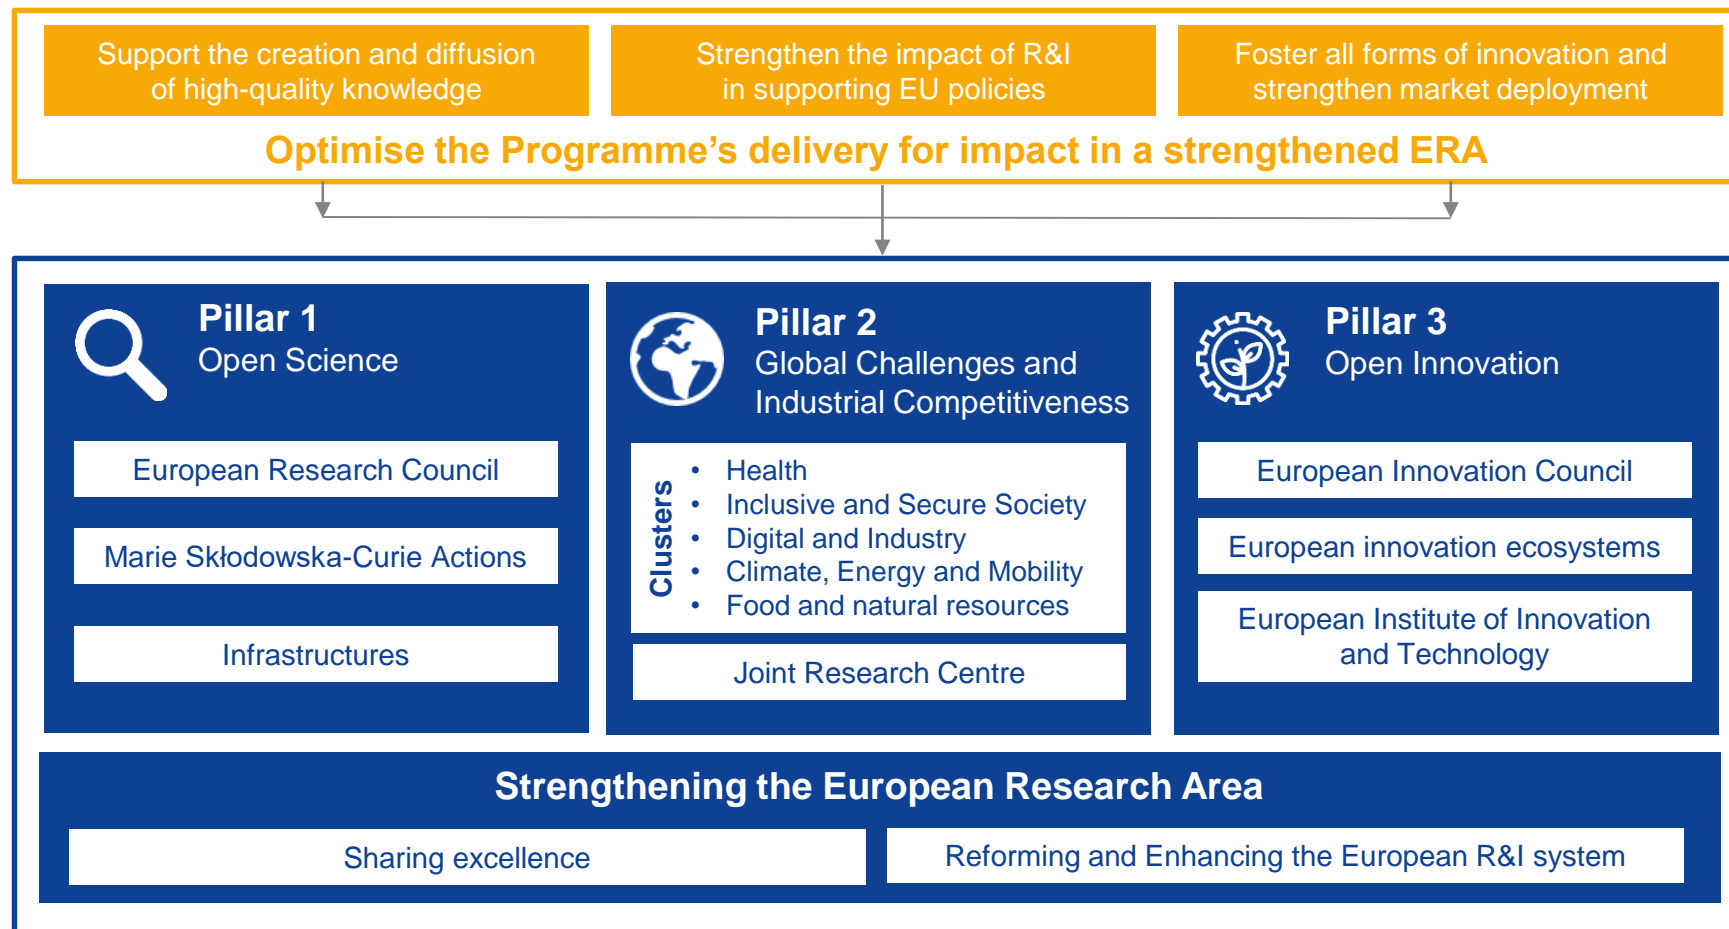 Support the creation and diffusion
of high-quality knowledge
Strengthen the impact of R&I
in supporting EU policies
Foster all forms of innovation and
strengthen market deployment
Optimise the Programme’s delivery for impact in a strengthened ERA
Pillar 1
Open Science
European Research Council
Marie Skłodowska-Curie Actions
Infrastructures
Pillar 2
Global Challenges and
Industrial Competitiveness
Clusters
• Health
• Inclusive and Secure Society
• Digital and Industry
• Climate, Energy and Mobility
• Food and natural resources
Joint Research Centre
Pillar 3
Open Innovation
European Innovation Council
European innovation ecosystems
European Institute of Innovation
and Technology
Strengthening the European Research Area
Sharing excellence
Reforming and Enhancing the European R&I system